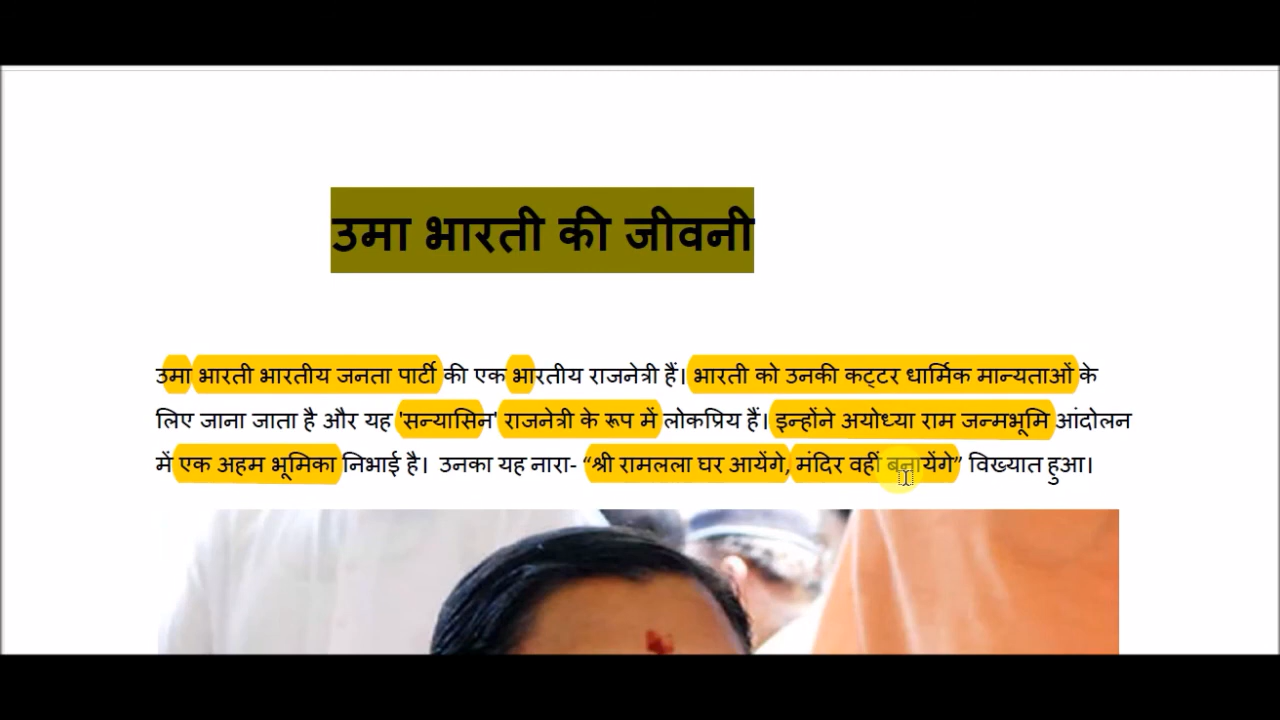 उमा भारती की जीवनी
उमा भारती भारतीय जनता पार्टी की एक भारतीय राजनेत्री हैं। भारती को उनकी कट्टर धार्मिक मान्यताओं के
लिए जाना जाता है और यह 'सन्यासिन' राजनेत्री के रूप में लोकप्रिय हैं। इन्होंने अयोध्या राम जन्मभूमि आंदोलन
में एक अहम भूमिका निभाई है। उनका यह नारा- “श्री रामलला घर आयेंगे, मंदिर वहीं बनायेंगे” विख्यात हुआ।